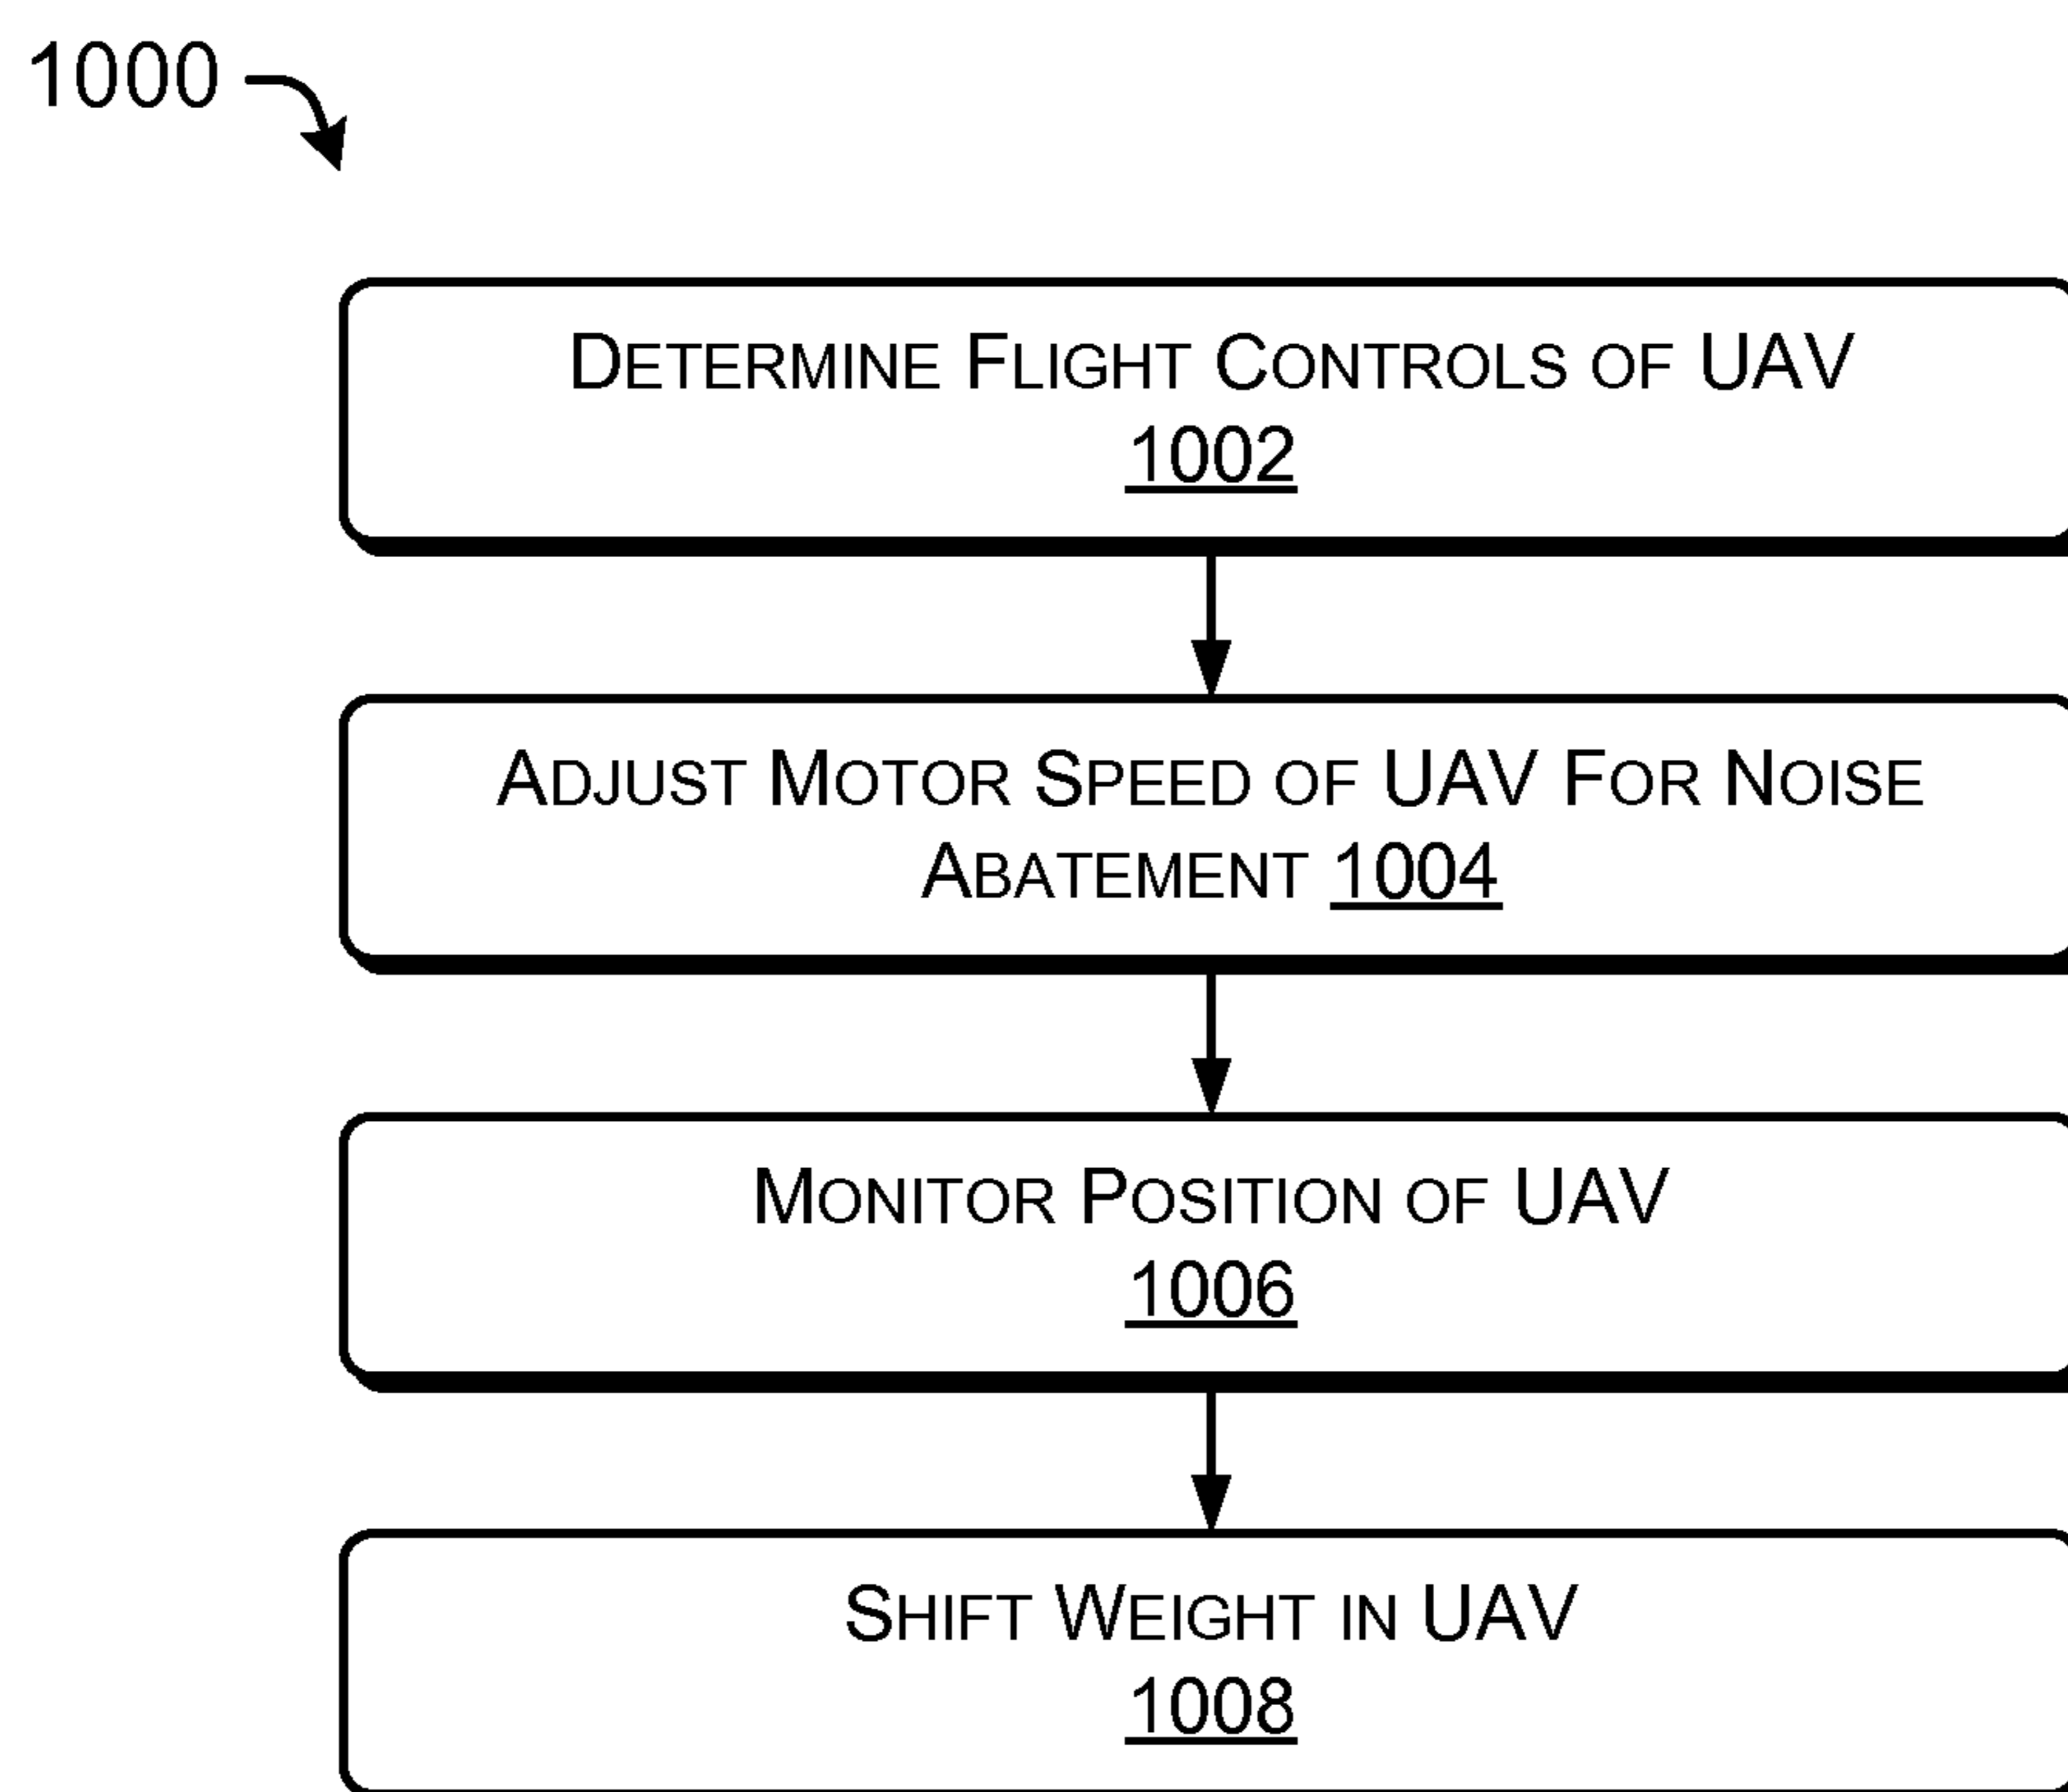 1000
DETERMINE FLIGHT CONTROLS OF UAV
1002
ADJUST MOTOR SPEED OF UAV FOR NOISE
ABATEMENT 1004
MONITOR POSITION OF UAV
1006
SHIFT WEIGHT IN UAV
1008